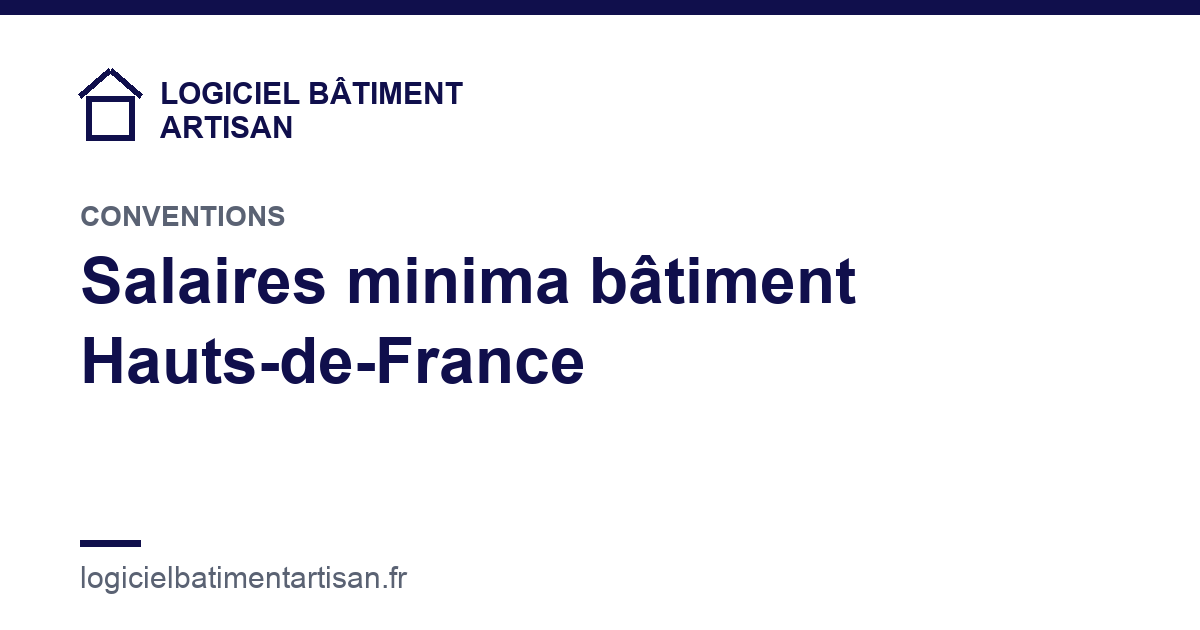 LOGICIEL BÂTIMENT
ARTISAN
CONVENTIONS
Salaires minima bâtiment
Hauts-de-France
logicielbatimentartisan.fr